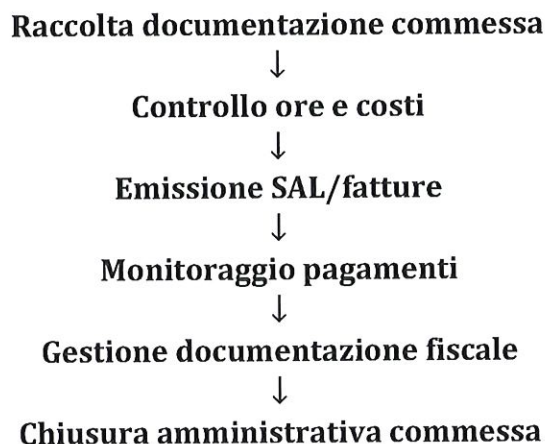 Raccolta documentazione commessa
↓
Controllo ore e costi
↓
Emissione SAL/fatture
↓
Monitoraggio pagamenti
↓
Gestione documentazione fiscale
↓
Chiusura amministrativa commessa